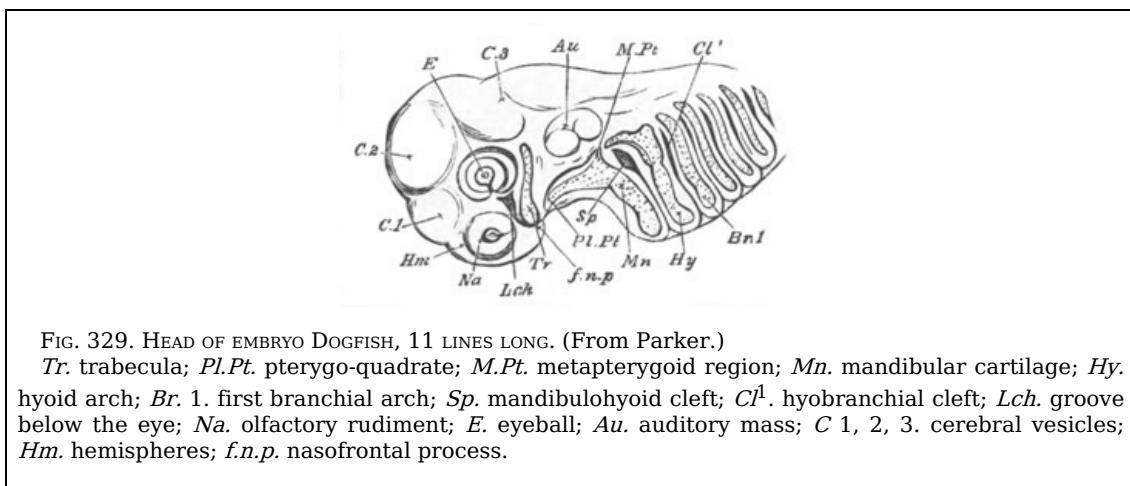 C.3 Au M.Pt Cl'
E
C.2
C.1
Sp
Pl.Pt Bn1
Hm Tr Mn Hy
Na f.n.p
Lch
FIG. 329. HEAD OF EMBRYO DOGFISH, 11 LINES LONG. (From Parker.)
Tr. trabecula; Pl.Pt. pterygo-quadrate; M.Pt. metapterygoid region; Mn. mandibular cartilage; Hy.
hyoid arch; Br. 1. first branchial arch; Sp. mandibulohyoid cleft; Cl¹. hyobranchial cleft; Lch. groove
below the eye; Na. olfactory rudiment; E. eyeball; Au. auditory mass; C 1, 2, 3. cerebral vesicles;
Hm. hemispheres; f.n.p. nasofrontal process.